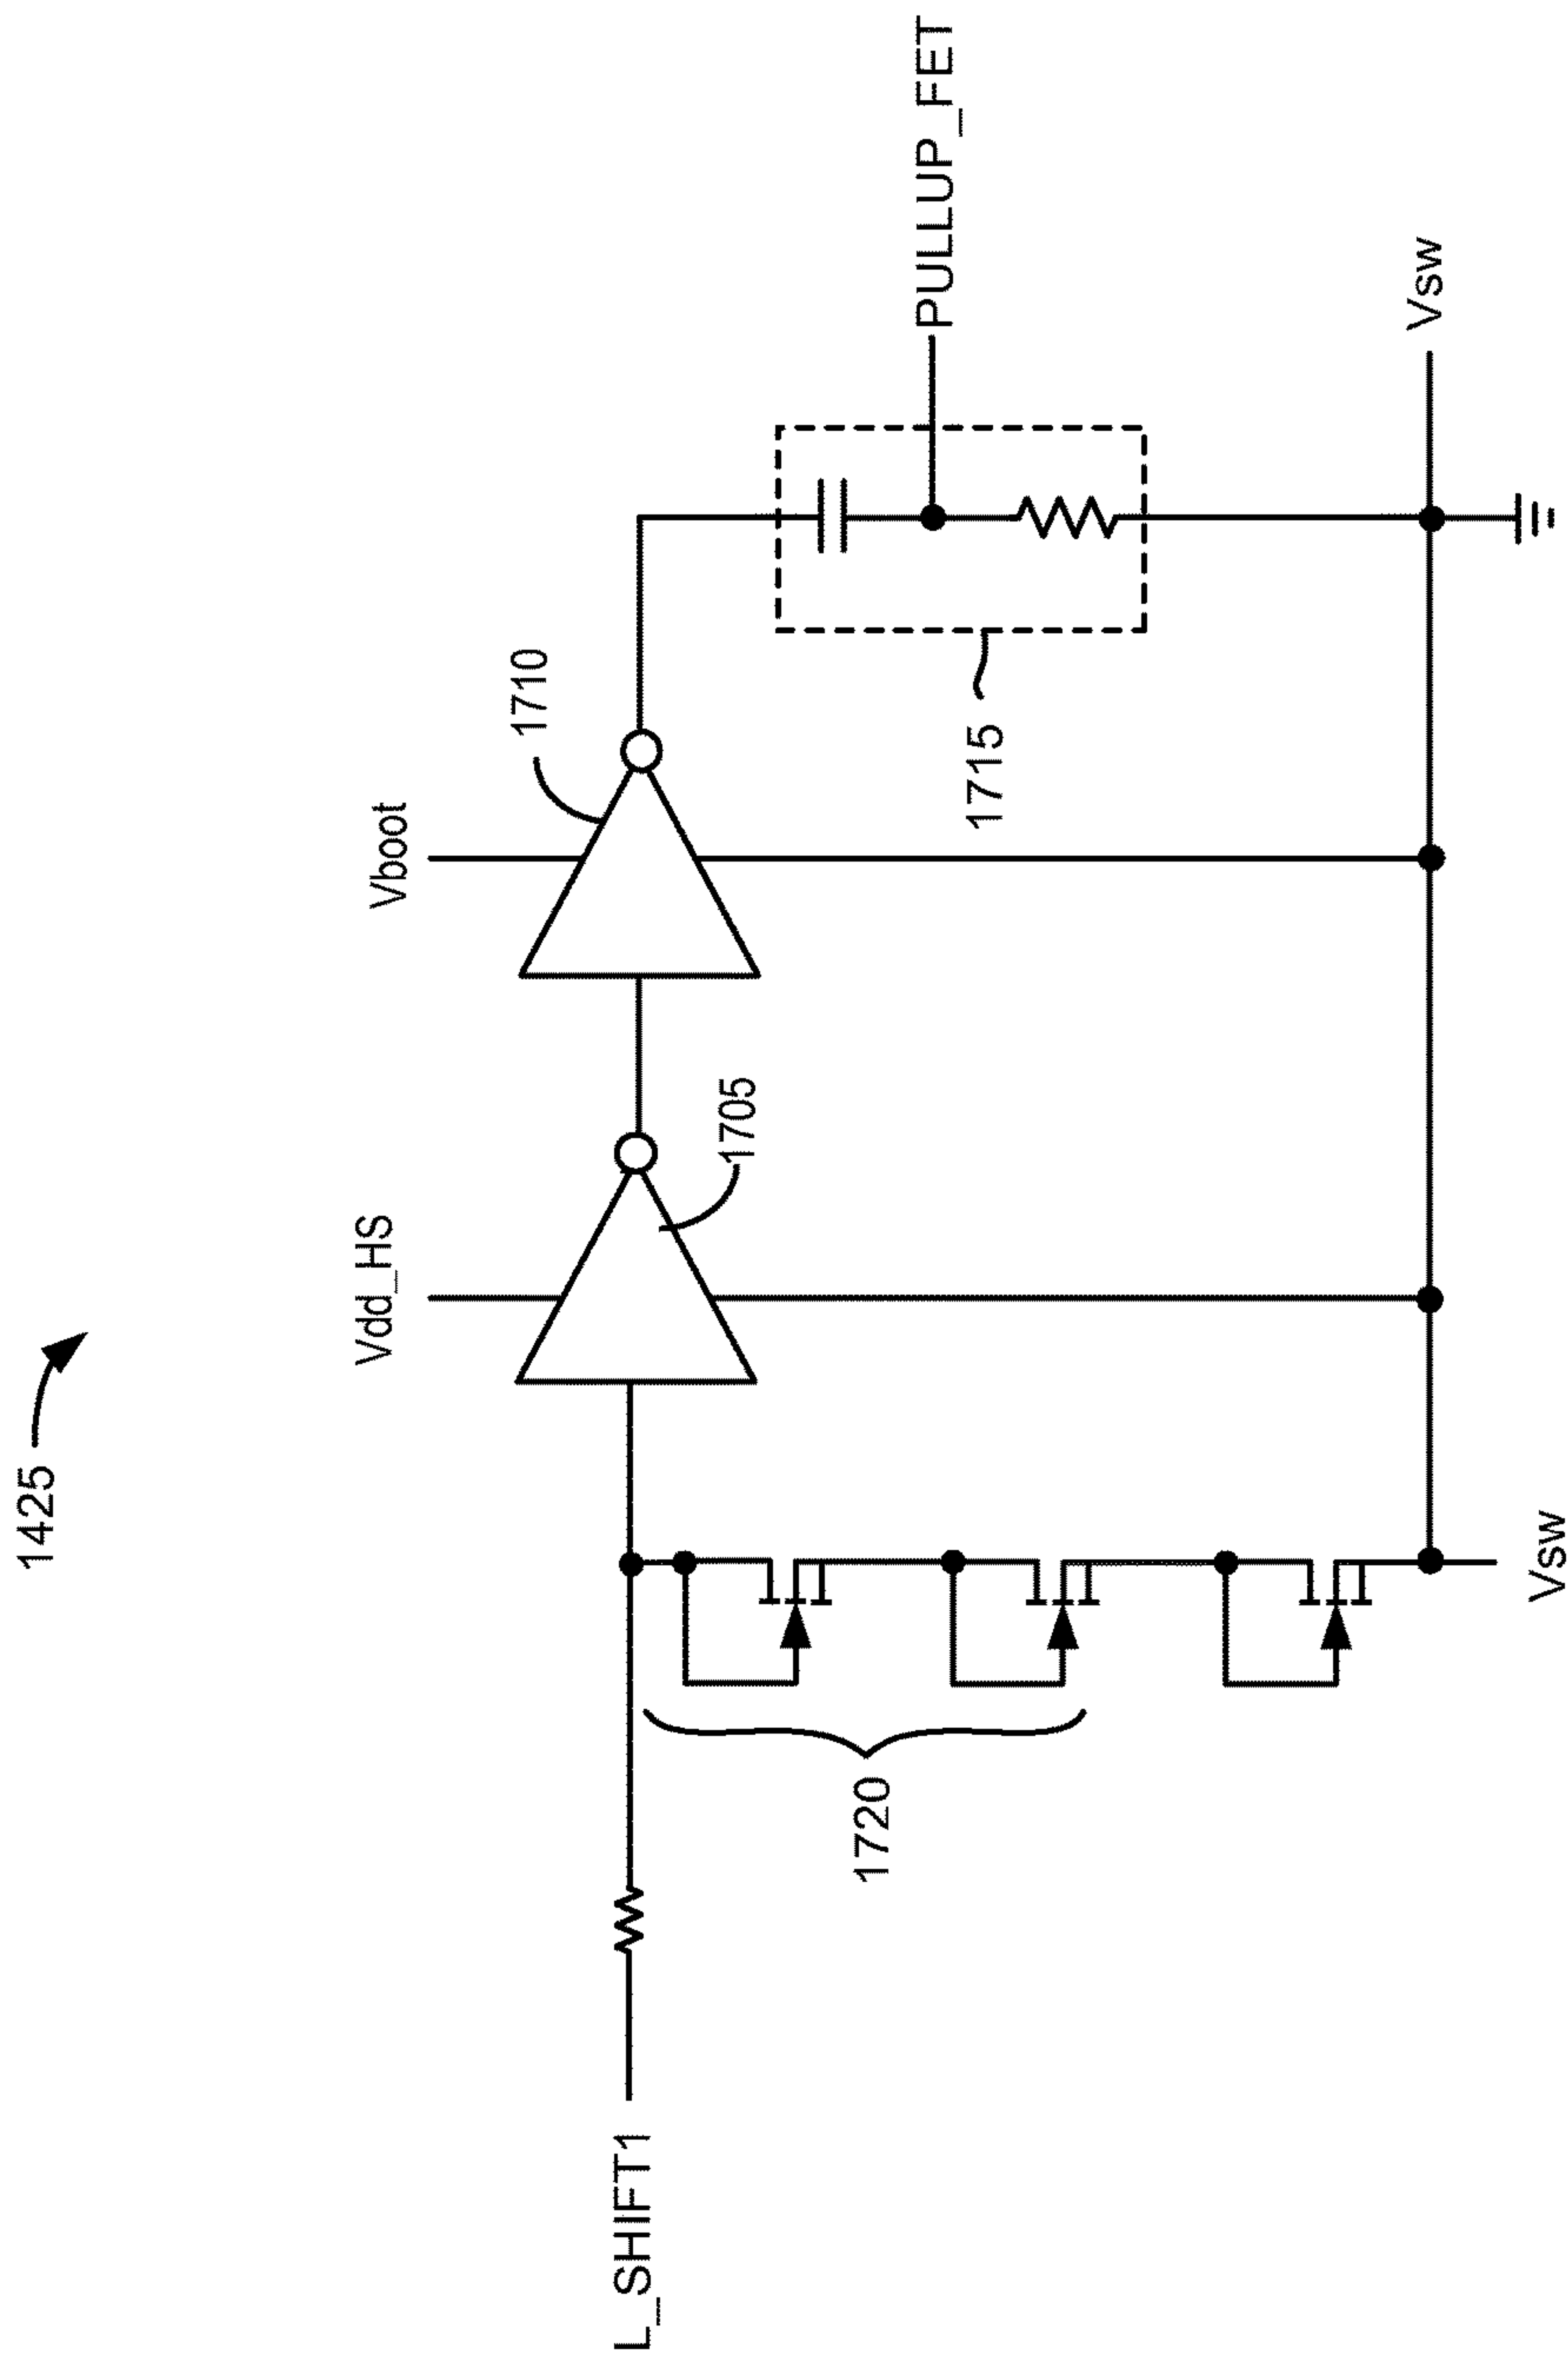 1425
Vdd_HS
Vboot
1710
1705
L_SHIFT1
1720
1715
PULLUP_FET
Vsw
Vsw